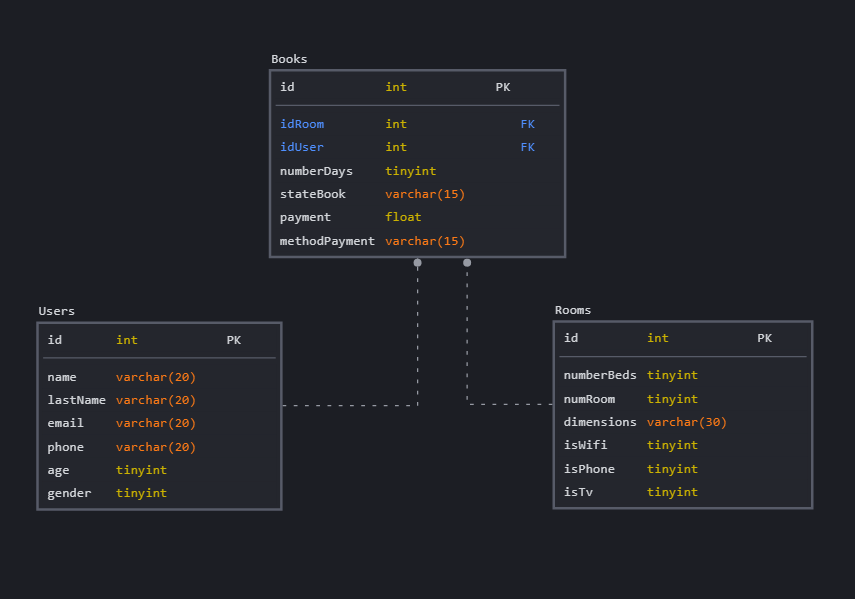 Books
id int PK
idRoom int FK
idUser int FK
numberDays tinyint
stateBook varchar(15)
payment float
methodPayment varchar(15)
Users
id int PK
name varchar(20)
lastName varchar(20)
email varchar(20)
phone varchar(20)
age tinyint
gender tinyint
Rooms
id int PK
numberBeds tinyint
numRoom tinyint
dimensions varchar(30)
isWifi tinyint
isPhone tinyint
isTv tinyint